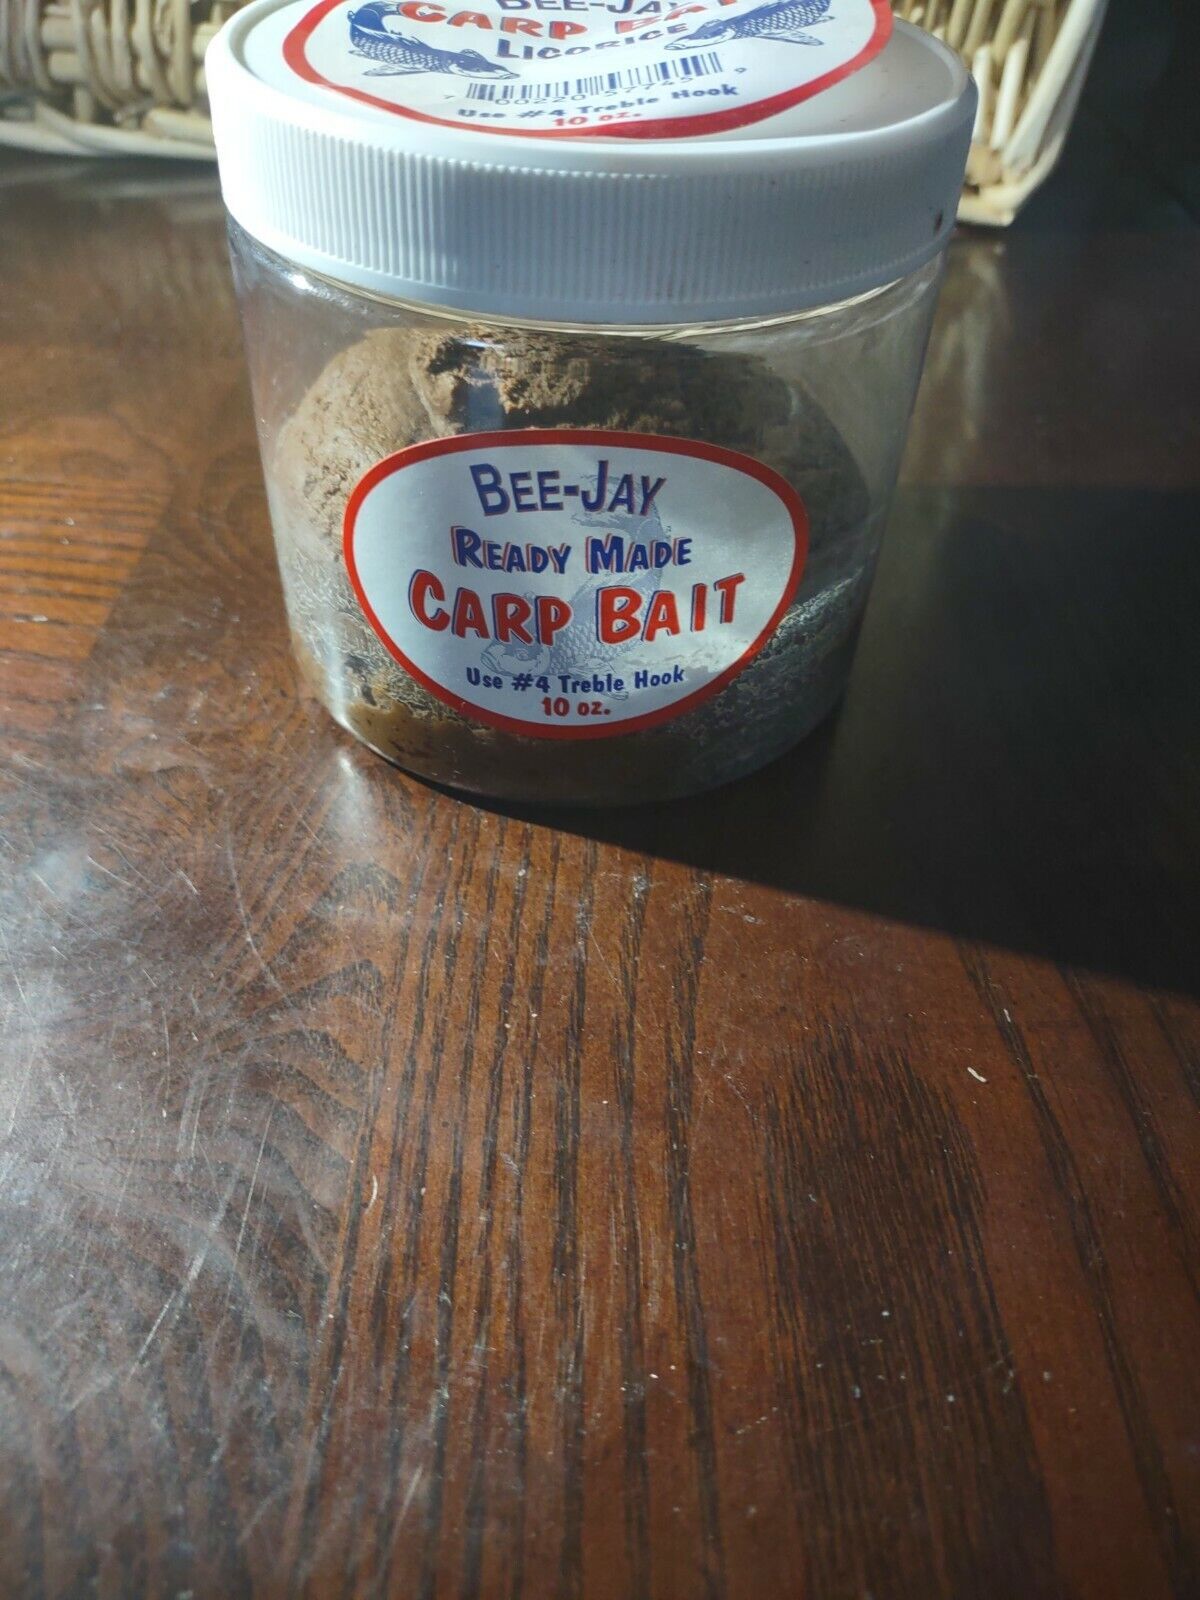 BEE-JAY
CARP BAIT
LICORICE
Use #4 Treble Hook
10 oz.
BEE-JAY
READY MADE
CARP BAIT
Use #4 Treble Hook
10 oz.